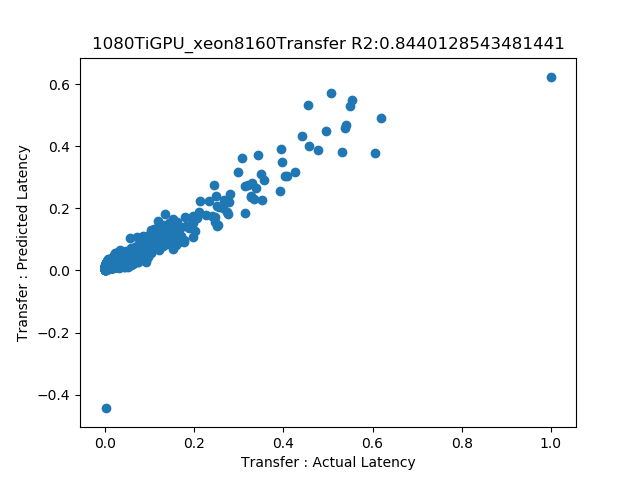 1080TiGPU_xeon8160Transfer R2:0.8440128543481441
0.6
0.4
0.2
0.0
−0.2
−0.4
Transfer : Predicted Latency
0.0 0.2 0.4 0.6 0.8 1.0
Transfer : Actual Latency